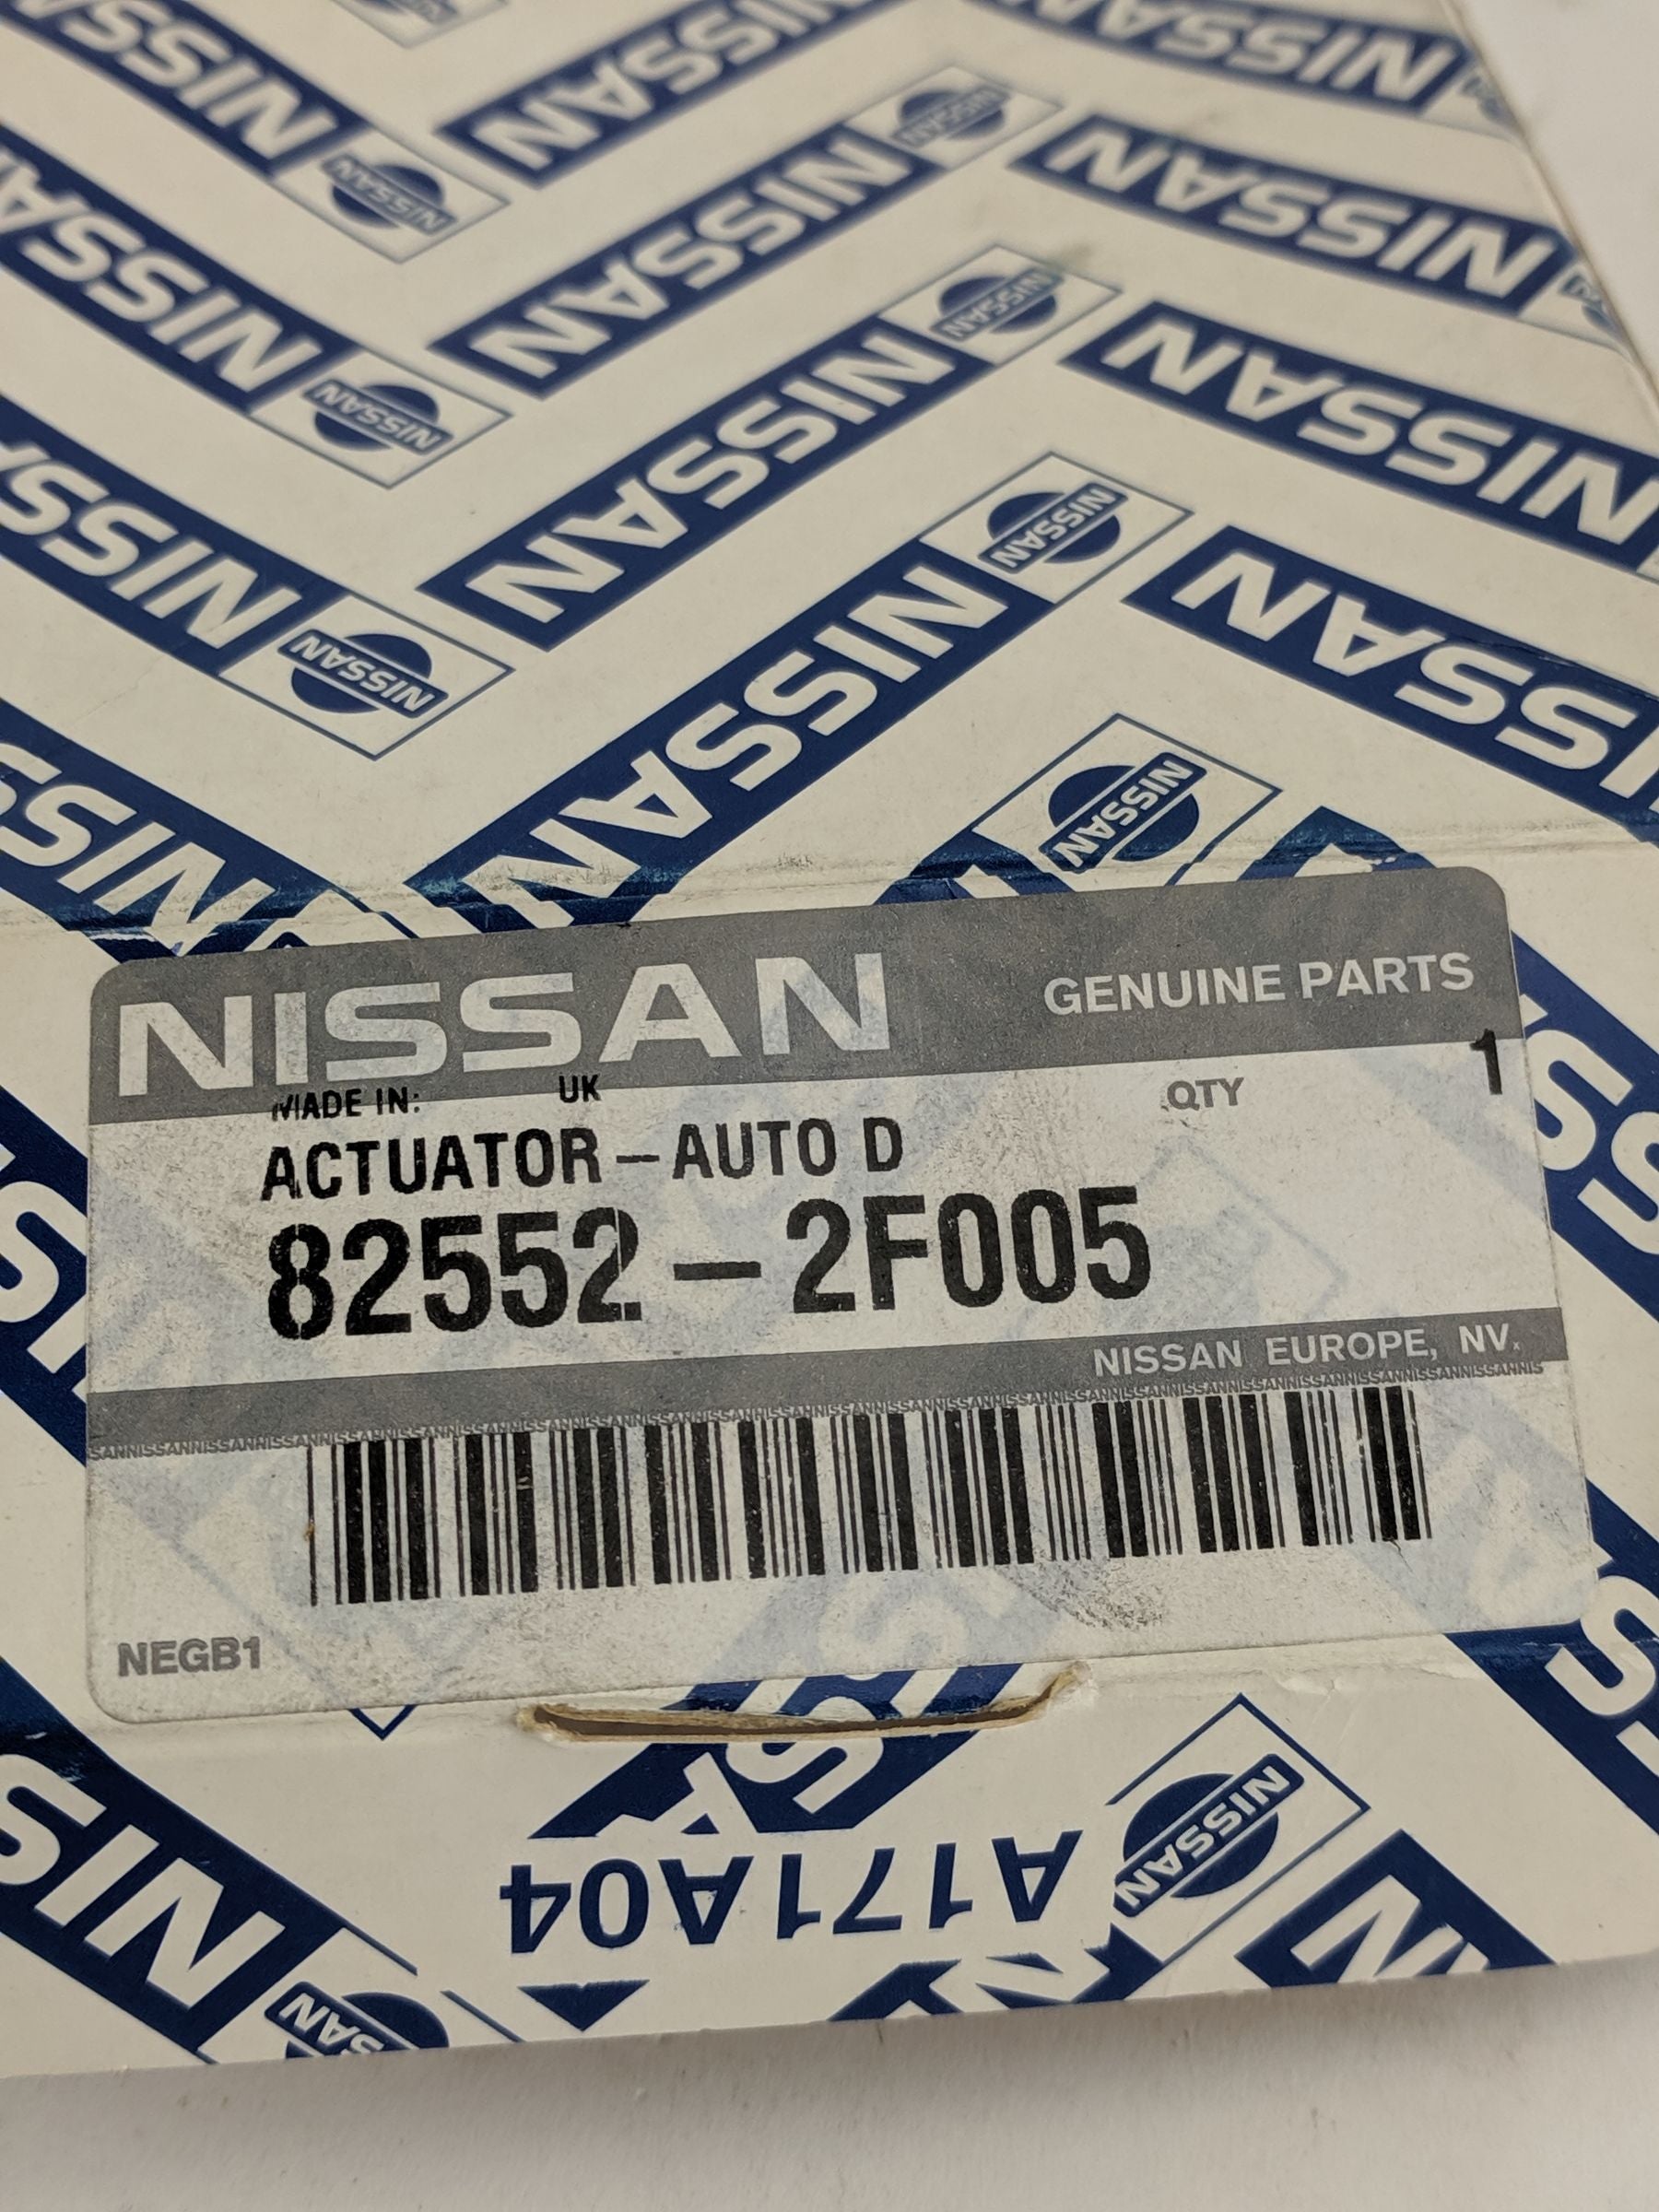 NISSAN GENUINE PARTS
MADE IN: UK QTY 1
ACTUATOR-AUTO D
82552-2F005
NISSAN EUROPE, NV.
NEGB1
A171A04